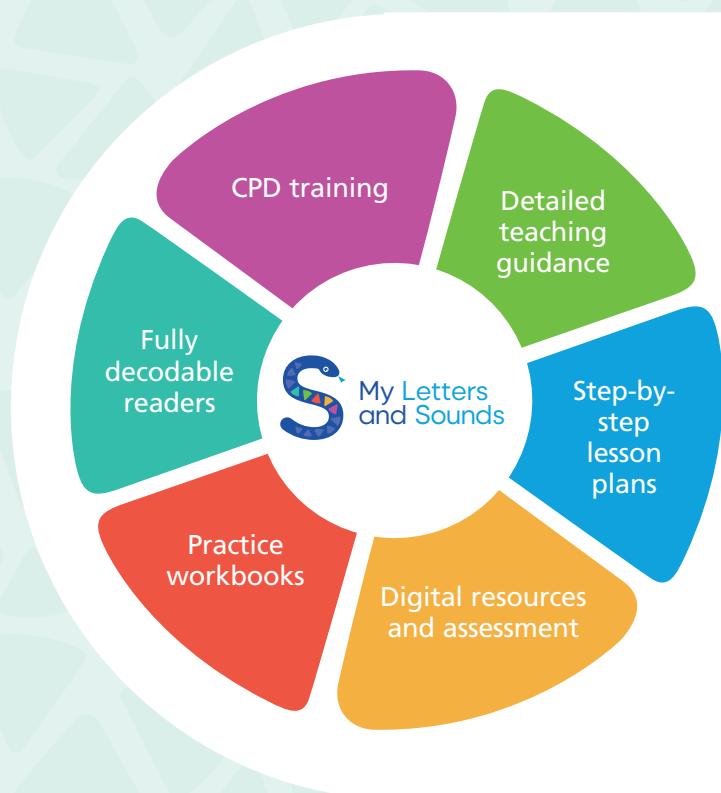 CPD training
Detailed
teaching
guidance
Step-by-
step
lesson
plans
Digital resources
and assessment
Practice
workbooks
Fully
decodable
readers
My Letters
and Sounds